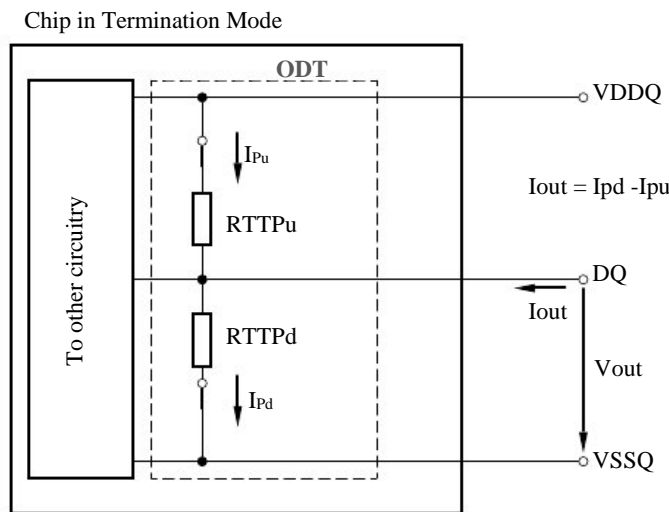 Chip in Termination Mode
ODT
VDDQ
IPu
Iout = Ipd -Ipu
RTTPu
To other circuitry
DQ
Iout
RTTPd
Vout
IPd
VSSQ